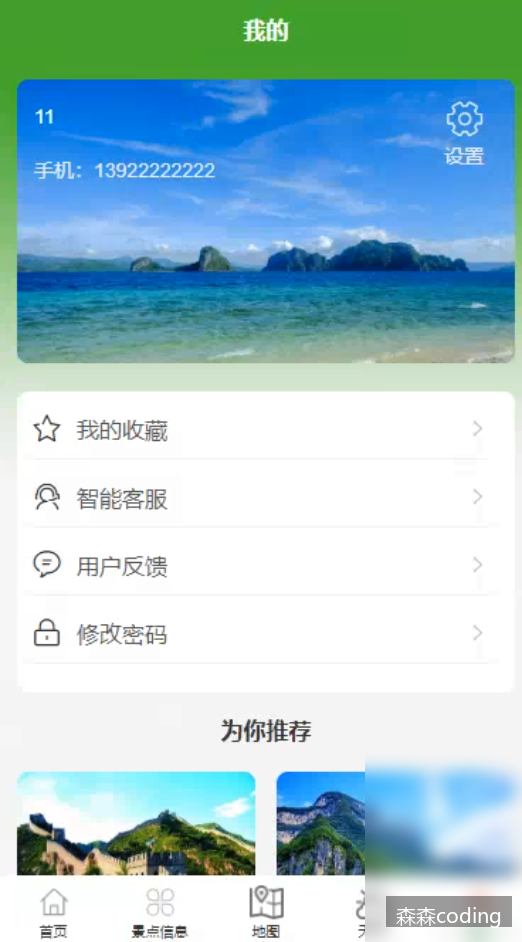 我的
11
设置
手机：13922222222
我的收藏
智能客服
用户反馈
修改密码
为你推荐
首页
景点信息
地图
森森coding